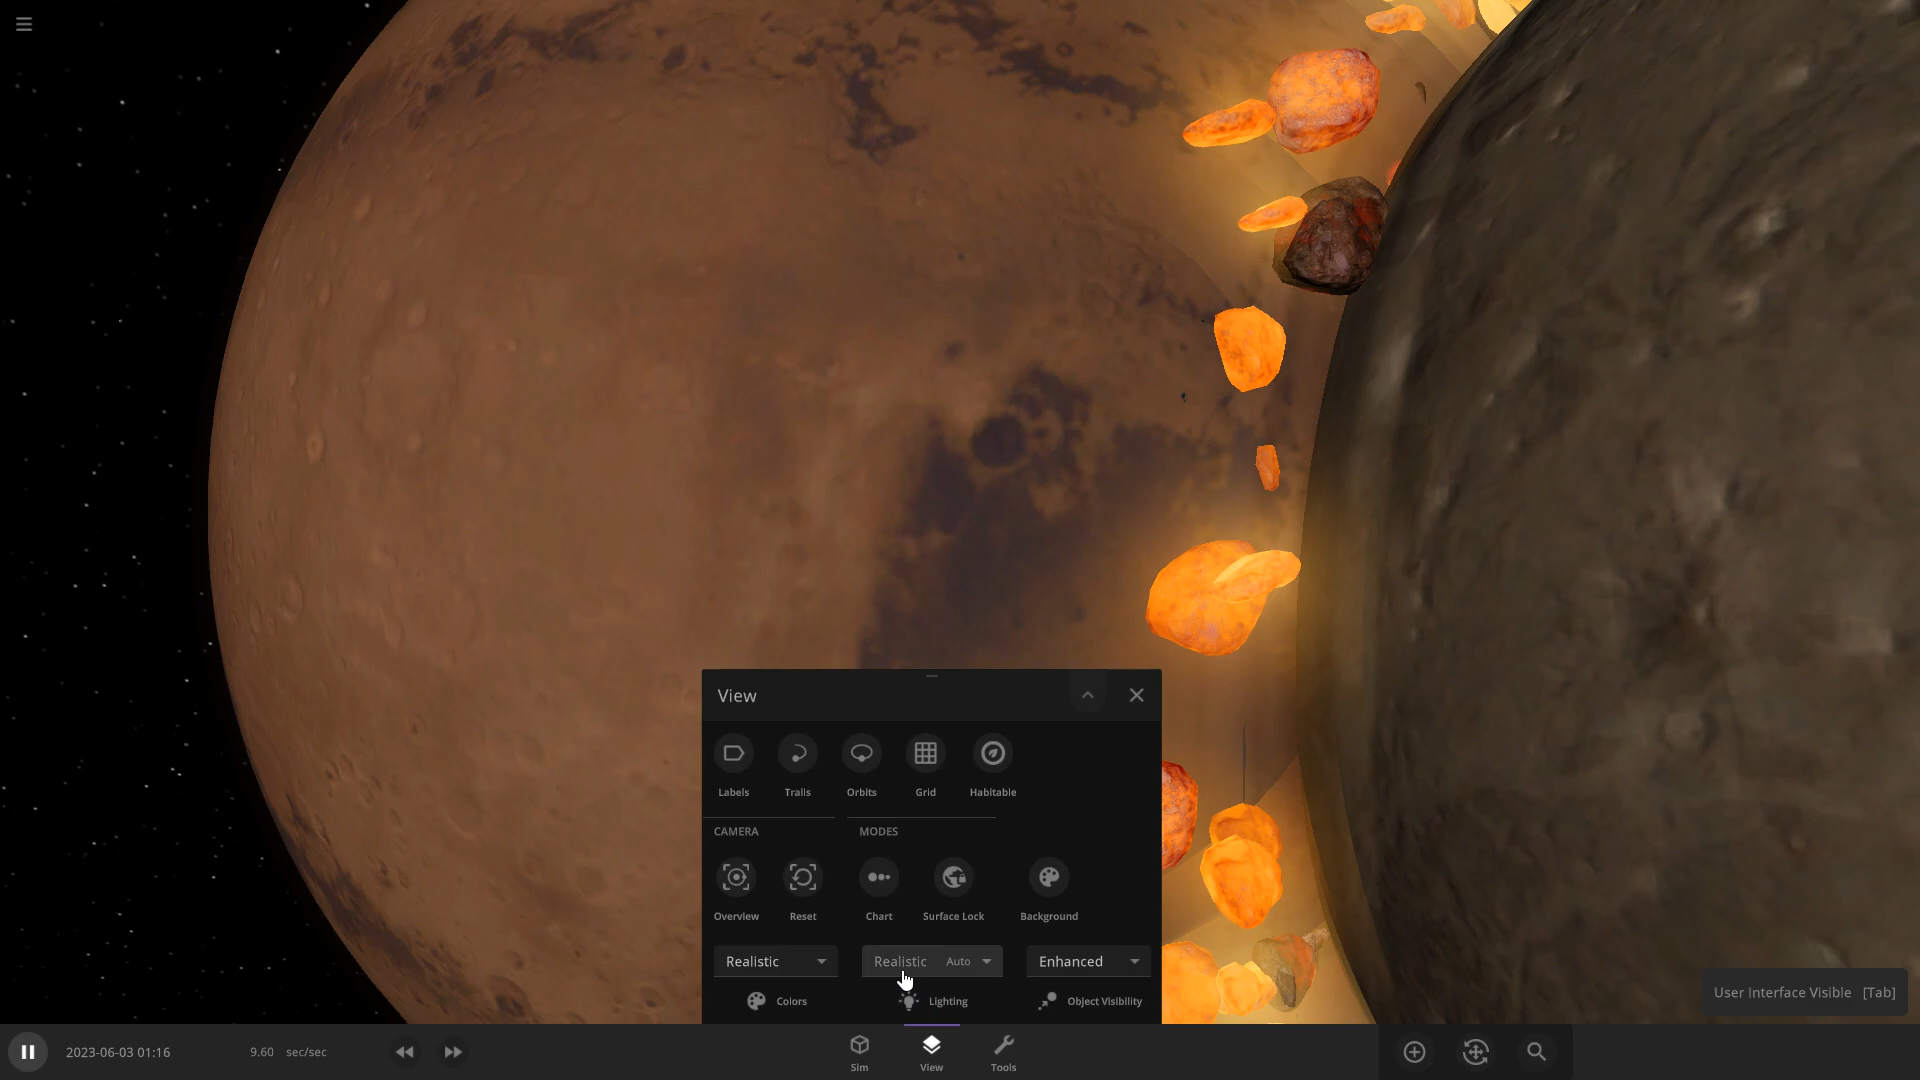 View
Labels Trails Orbits Grid Habitable
CAMERA MODES
Overview Reset Chart Surface Lock Background
Realistic Realistic Auto Enhanced
Colors Lighting Object Visibility
User Interface Visible [Tab]
2023-06-03 01:16 9.60 sec/sec
Sim View Tools